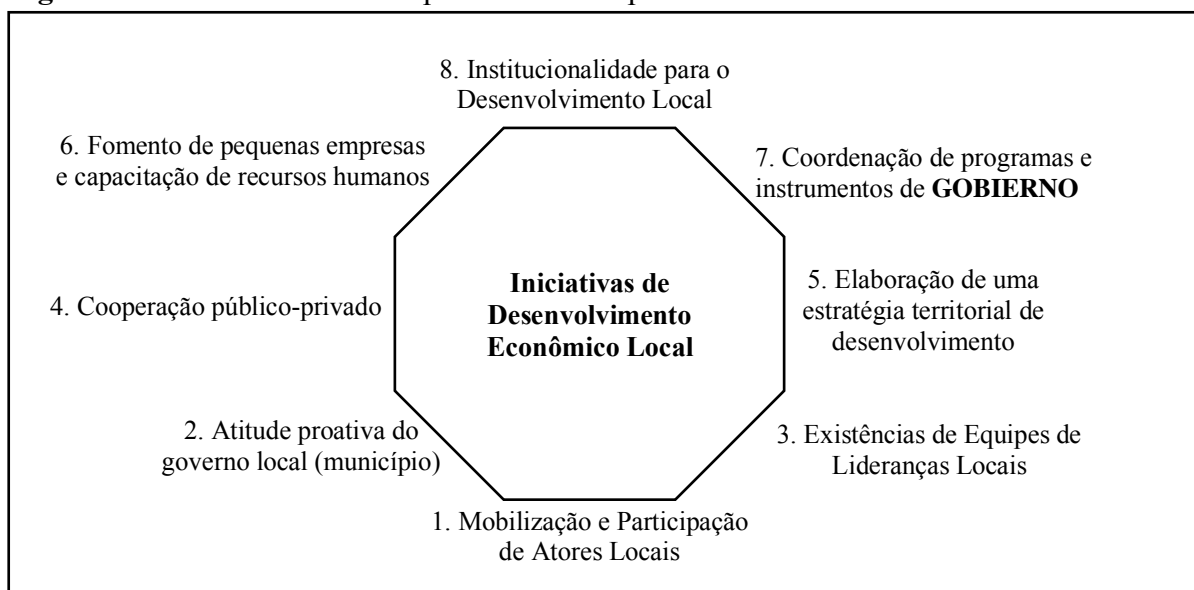 8. Institucionalidade para o
Desenvolvimento Local
6. Fomento de pequenas empresas
e capacitação de recursos humanos
7. Coordenação de programas e
instrumentos de GOBIERNO
Iniciativas de
Desenvolvimento
Econômico Local
4. Cooperação público-privado
5. Elaboração de uma
estratégia territorial de
desenvolvimento
2. Atitude proativa do
governo local (município)
3. Existências de Equipes de
Lideranças Locais
1. Mobilização e Participação
de Atores Locais